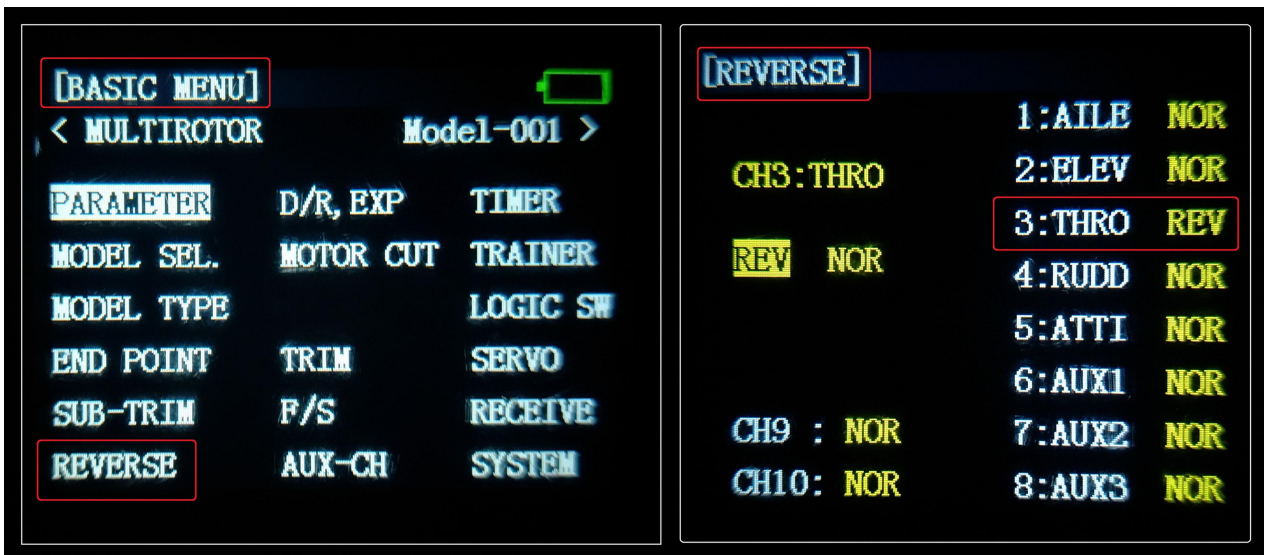 [BASIC MENU]
< MULTIROTOR Model-001 >
PARAMETER D/R,EXP TIMER
MODEL SEL. MOTOR CUT TRAINER
MODEL TYPE LOGIC SW
END POINT TRIM SERVO
SUB-TRIM F/S RECEIVE
REVERSE AUX-CH SYSTEM
[REVERSE]
CH3:THRO
REV NOR
CH9 : NOR
CH10: NOR
1:AILE NOR
2:ELEV NOR
3:THRO REV
4:RUDD NOR
5:ATTI NOR
6:AUX1 NOR
7:AUX2 NOR
8:AUX3 NOR